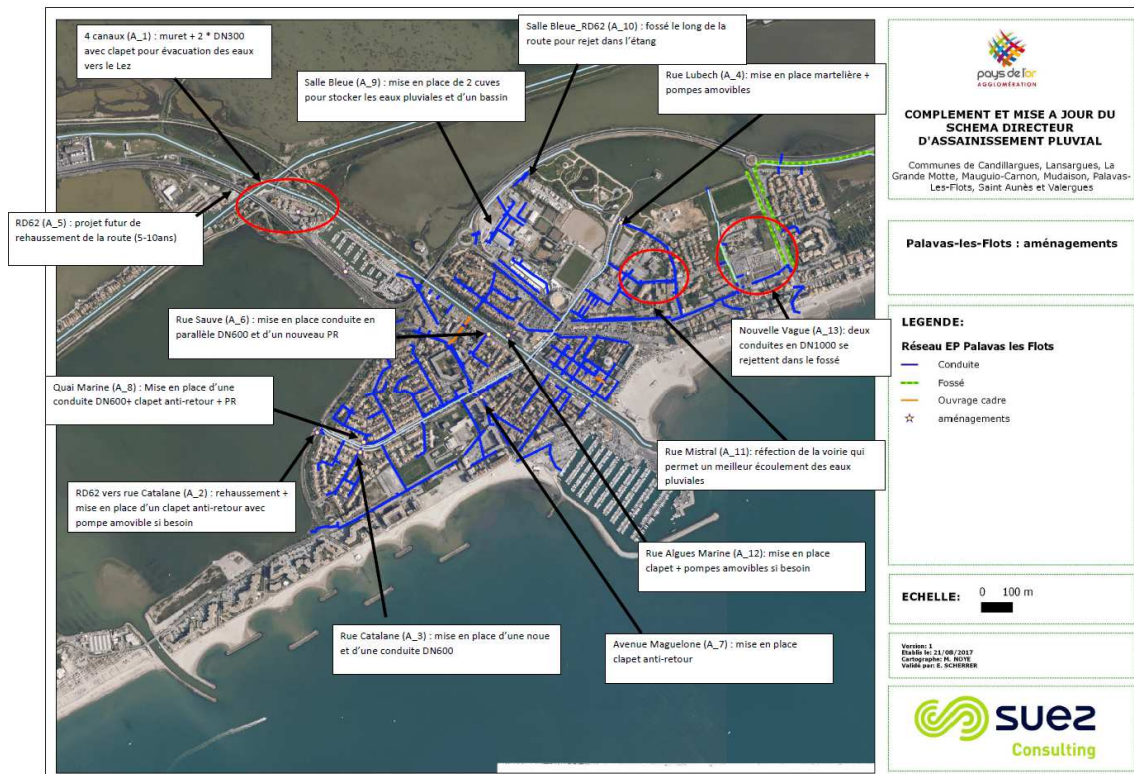 4 canaux (A_1) : muret + 2 * DN300
avec clapet pour évacuation des eaux
vers le Lez
Salle Bleue_RD62 (A_10) : fossé le long de la
route pour rejet dans l'étang
Salle Bleue (A_9) : mise en place de 2 cuves
pour stocker les eaux pluviales et d'un bassin
Rue Lubech (A_4): mise en place martelière +
pompes amovibles
RD62 (A_5) : projet futur de
rehaussement de la route (5-10ans)
Rue Sauve (A_6) : mise en place conduite en
parallèle DN600 et d'un nouveau PR
Nouvelle Vague (A_13): deux
conduites en DN1000 se
rejettent dans le fossé
Quai Marine (A_8) : Mise en place d'une
conduite DN600+ clapet anti-retour + PR
Rue Mistral (A_11): réfection de la voirie qui
permet un meilleur écoulement des eaux
pluviales
RD62 vers rue Catalane (A_2) : rehaussement +
mise en place d'un clapet anti-retour avec
pompe amovible si besoin
Rue Algues Marine (A_12): mise en place
clapet + pompes amovibles si besoin
Rue Catalane (A_3) : mise en place d'une noue
et d'une conduite DN600
Avenue Maguelone (A_7) : mise en place
clapet anti-retour
pays de l'or
AGGLOMÉRATION
COMPLEMENT ET MISE A JOUR DU
SCHEMA DIRECTEUR
D'ASSAINISSEMENT PLUVIAL
Communes de Candillargues, Lansargues, La
Grande Motte, Mauguio-Carnon, Mudaison, Palavas-
Les-Flots, Saint Aunès et Valergues
Palavas-les-Flots : aménagements
LEGENDE:
Réseau EP Palavas les Flots
Conduite
Fossé
Ouvrage cadre
aménagements
ECHELLE:
0 100 m
Version: 1
Etablis le: 21/08/2017
Cartographe: M. NOYE
Validé par: E. SCHERRER
suez
Consulting